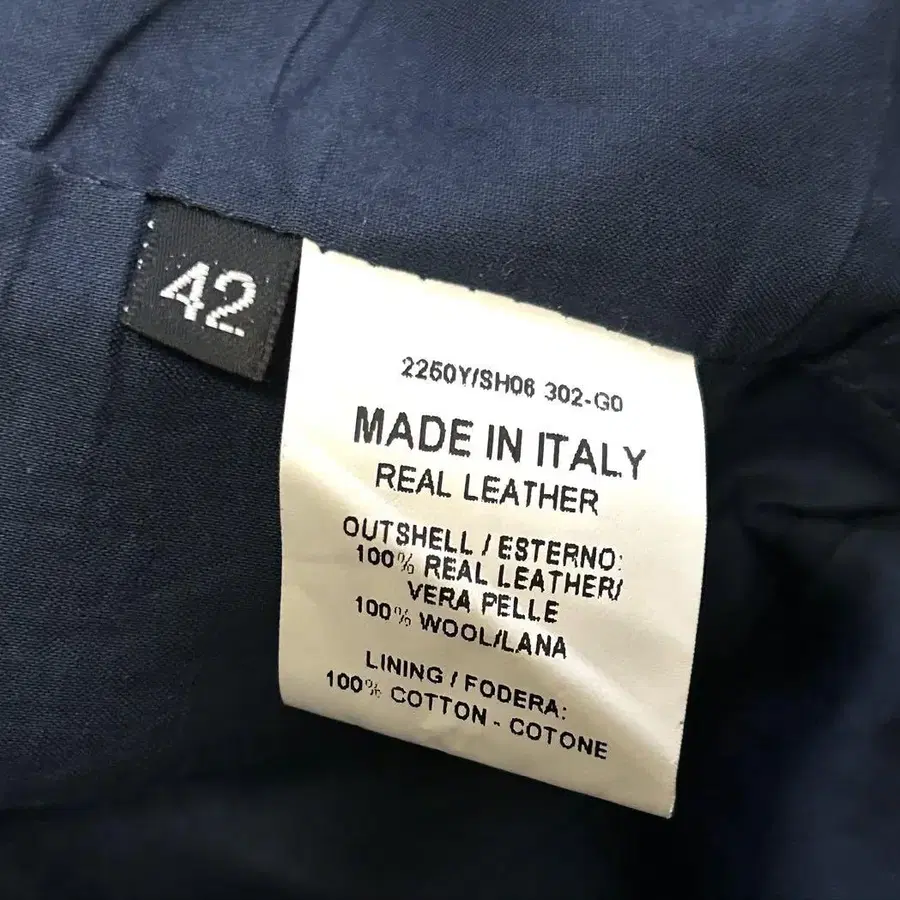 42
2250Y/SH06 302-G0
MADE IN ITALY
REAL LEATHER
OUTSHELL / ESTERNO:
100% REAL LEATHER/
VERA PELLE
100% WOOL/LANA
LINING / FODERA:
100% COTTON - COTONE